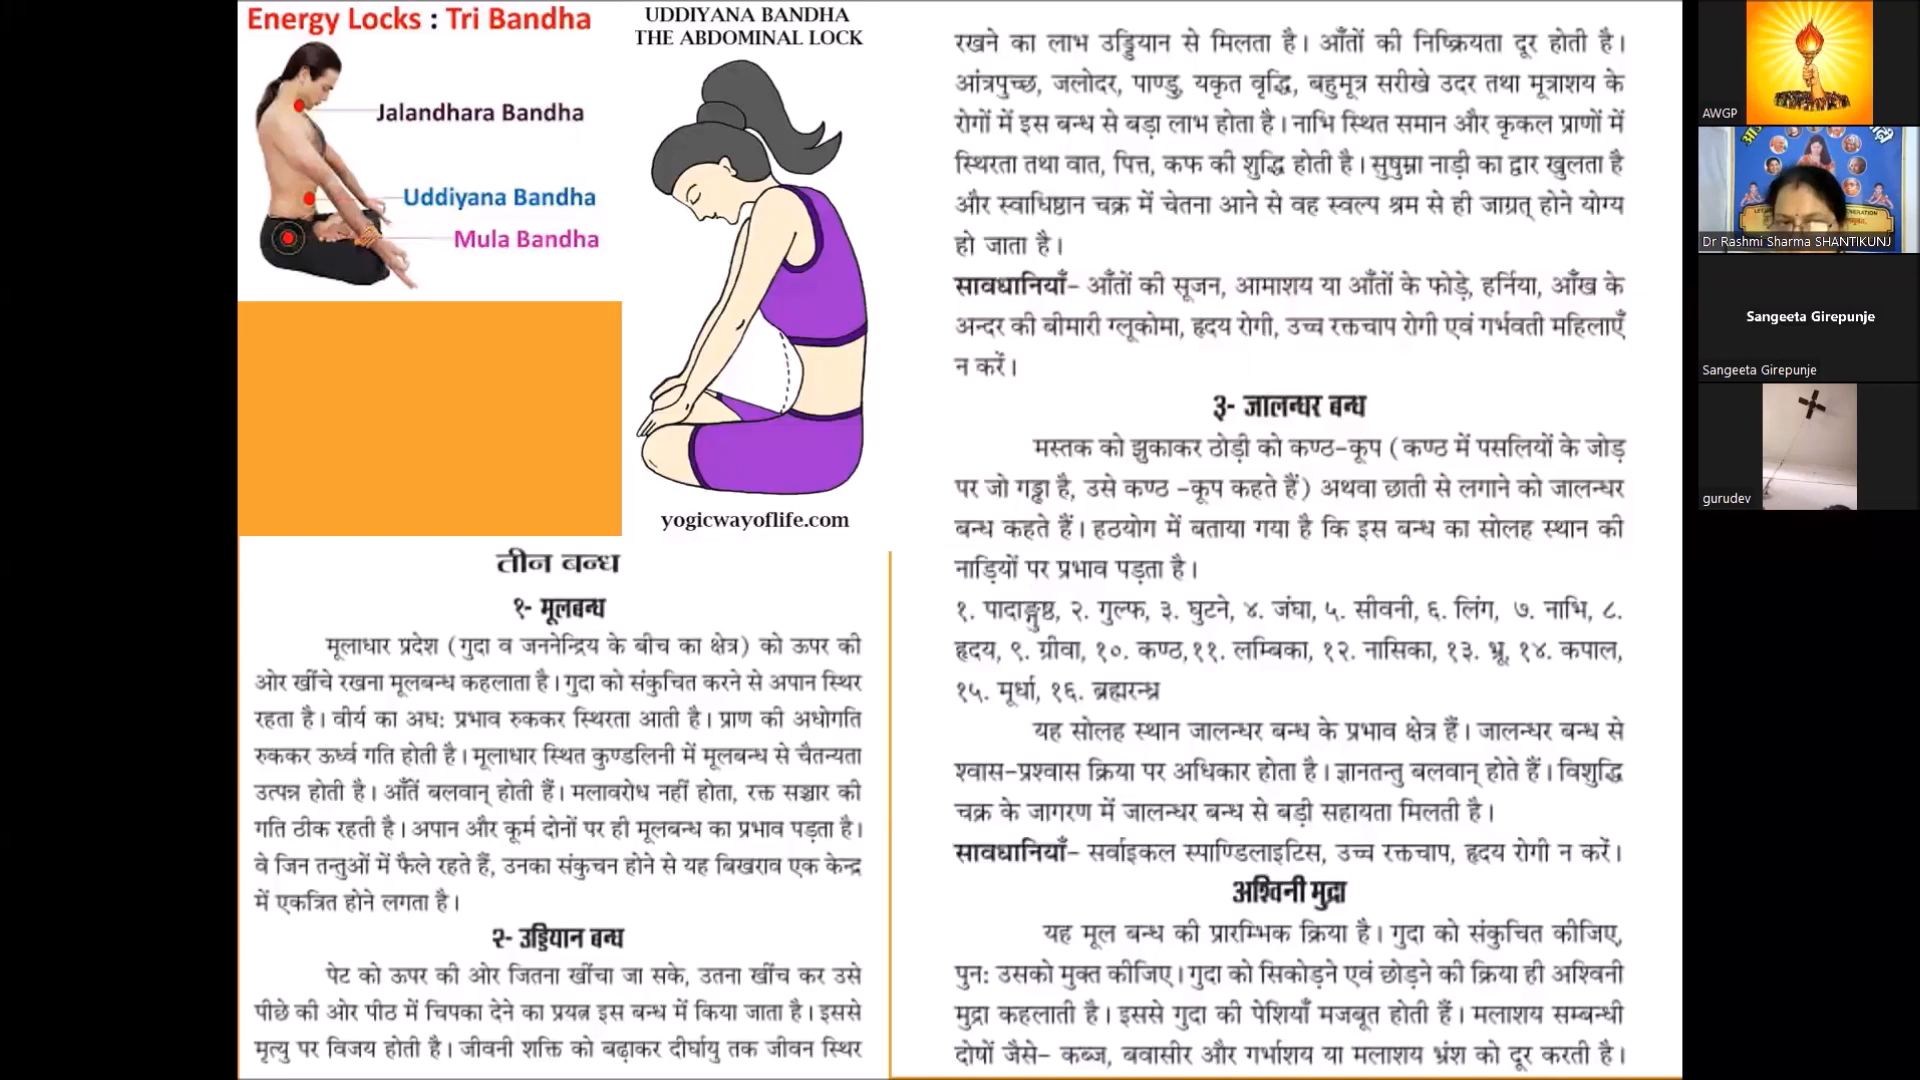 Energy Locks : Tri Bandha
Jalandhara Bandha
Uddiyana Bandha
Mula Bandha
UDDIYANA BANDHA
THE ABDOMINAL LOCK
yogicwayoflife.com
तीन बन्ध
१- मूलबन्ध
मूलाधार प्रदेश (गुदा व जननेन्द्रिय के बीच का क्षेत्र) को ऊपर की
ओर खींचे रखना मूलबन्ध कहलाता है। गुदा को संकुचित करने से अपान स्थिर
रहता है। वीर्य का अध: प्रभाव रुककर स्थिरता आती है। प्राण की अधोगति
रुककर ऊर्ध्व गति होती है। मूलाधार स्थित कुण्डलिनी में मूलबन्ध से चैतन्यता
उत्पन्न होती है। आँतें बलवान् होती हैं। मलावरोध नहीं होता, रक्त सञ्चार की
गति ठीक रहती है। अपान और कूर्म दोनों पर ही मूलबन्ध का प्रभाव पड़ता है।
वे जिन तन्तुओं में फैले रहते हैं, उनका संकुचन होने से यह बिखराव एक केन्द्र
में एकत्रित होने लगता है।
२- उड्डियान बन्ध
पेट को ऊपर की ओर जितना खींचा जा सके, उतना खींच कर उसे
पीछे की ओर पीठ में चिपका देने का प्रयत्न इस बन्ध में किया जाता है। इससे
मृत्यु पर विजय होती है। जीवनी शक्ति को बढ़ाकर दीर्घायु तक जीवन स्थिर
रखने का लाभ उड्डियान से मिलता है। आँतों की निष्क्रियता दूर होती है।
आंत्रपुच्छ, जलोदर, पाण्डु, यकृत वृद्धि, बहुमूत्र सरीखे उदर तथा मूत्राशय के
रोगों में इस बन्ध से बड़ा लाभ होता है। नाभि स्थित समान और कृकल प्राणों में
स्थिरता तथा वात, पित्त, कफ की शुद्धि होती है। सुषुम्ना नाड़ी का द्वार खुलता है
और स्वाधिष्ठान चक्र में चेतना आने से वह स्वल्प श्रम से ही जाग्रत् होने योग्य
हो जाता है।
सावधानियाँ- आँतों की सूजन, आमाशय या आँतों के फोड़े, हर्निया, आँख के
अन्दर की बीमारी ग्लूकोमा, हृदय रोगी, उच्च रक्तचाप रोगी एवं गर्भवती महिलाएँ
न करें।
३- जालन्धर बन्ध
मस्तक को झुकाकर ठोड़ी को कण्ठ-कूप (कण्ठ में पसलियों के जोड़
पर जो गड्ढा है, उसे कण्ठ -कूप कहते हैं) अथवा छाती से लगाने को जालन्धर
बन्ध कहते हैं। हठयोग में बताया गया है कि इस बन्ध का सोलह स्थान की
नाड़ियों पर प्रभाव पड़ता है।
१. पादाङ्गुष्ठ, २. गुल्फ, ३. घुटने, ४. जंघा, ५. सीवनी, ६. लिंग, ७. नाभि, ८.
हृदय, ९. ग्रीवा, १०. कण्ठ,११. लम्बिका, १२. नासिका, १३. भ्रू, १४. कपाल,
१५. मूर्धा, १६. ब्रह्मरन्ध्र
यह सोलह स्थान जालन्धर बन्ध के प्रभाव क्षेत्र हैं। जालन्धर बन्ध से
श्वास-प्रश्वास क्रिया पर अधिकार होता है। ज्ञानतन्तु बलवान् होते हैं। विशुद्धि
चक्र के जागरण में जालन्धर बन्ध से बड़ी सहायता मिलती है।
सावधानियाँ- सर्वाइकल स्पाण्डिलाइटिस, उच्च रक्तचाप, हृदय रोगी न करें।
अश्विनी मुद्रा
यह मूल बन्ध की प्रारम्भिक क्रिया है। गुदा को संकुचित कीजिए,
पुन: उसको मुक्त कीजिए। गुदा को सिकोड़ने एवं छोड़ने की क्रिया ही अश्विनी
मुद्रा कहलाती है। इससे गुदा की पेशियाँ मजबूत होती हैं। मलाशय सम्बन्धी
दोषों जैसे- कब्ज, बवासीर और गर्भाशय या मलाशय भ्रंश को दूर करती है।
AWGP
Dr Rashmi Sharma SHANTIKUNJ
Sangeeta Girepunje
Sangeeta Girepunje
gurudev